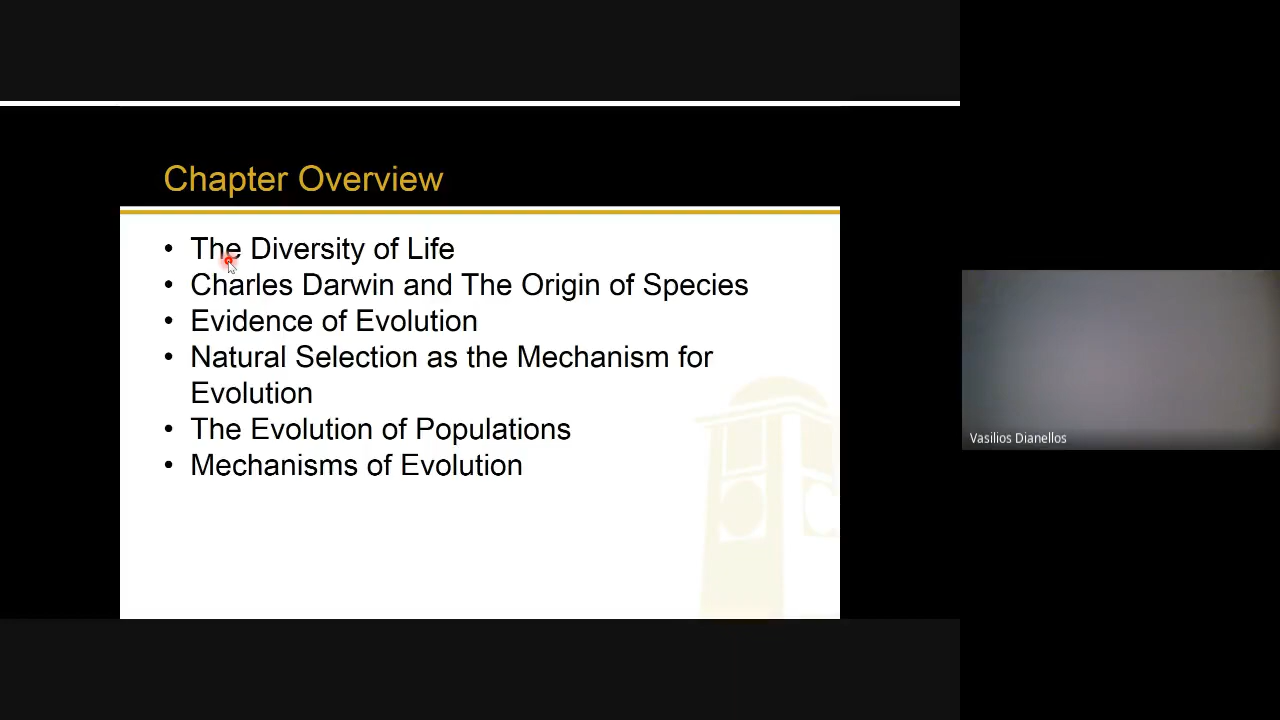 Chapter Overview
• The Diversity of Life
• Charles Darwin and The Origin of Species
• Evidence of Evolution
• Natural Selection as the Mechanism for
Evolution
• The Evolution of Populations
• Mechanisms of Evolution
Vasilios Dianellos